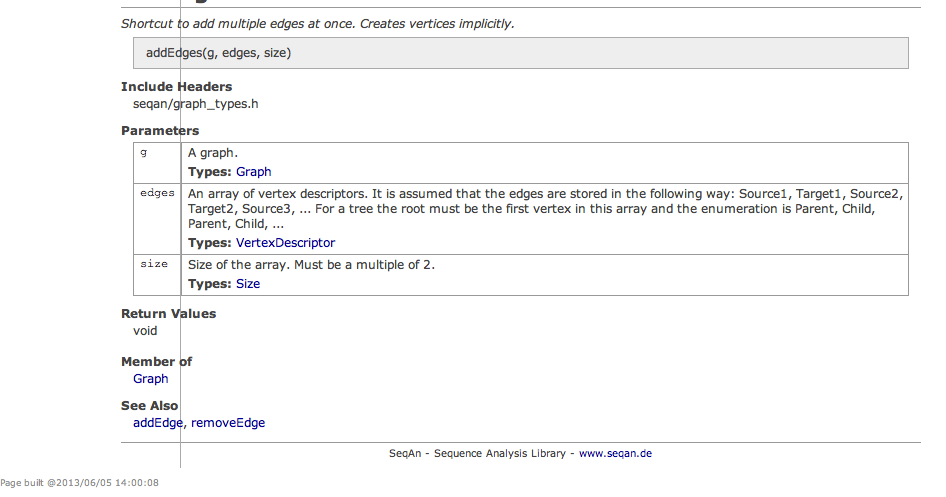 Shortcut to add multiple edges at once. Creates vertices implicitly.
addEdges(g, edges, size)
Include Headers
seqan/graph_types.h
Parameters
g A graph.
Types: Graph
edges An array of vertex descriptors. It is assumed that the edges are stored in the following way: Source1, Target1, Source2,
Target2, Source3, ... For a tree the root must be the first vertex in this array and the enumeration is Parent, Child,
Parent, Child, ...
Types: VertexDescriptor
size Size of the array. Must be a multiple of 2.
Types: Size
Return Values
void
Member of
Graph
See Also
addEdge, removeEdge
SeqAn - Sequence Analysis Library - www.seqan.de
Page built @2013/06/05 14:00:08